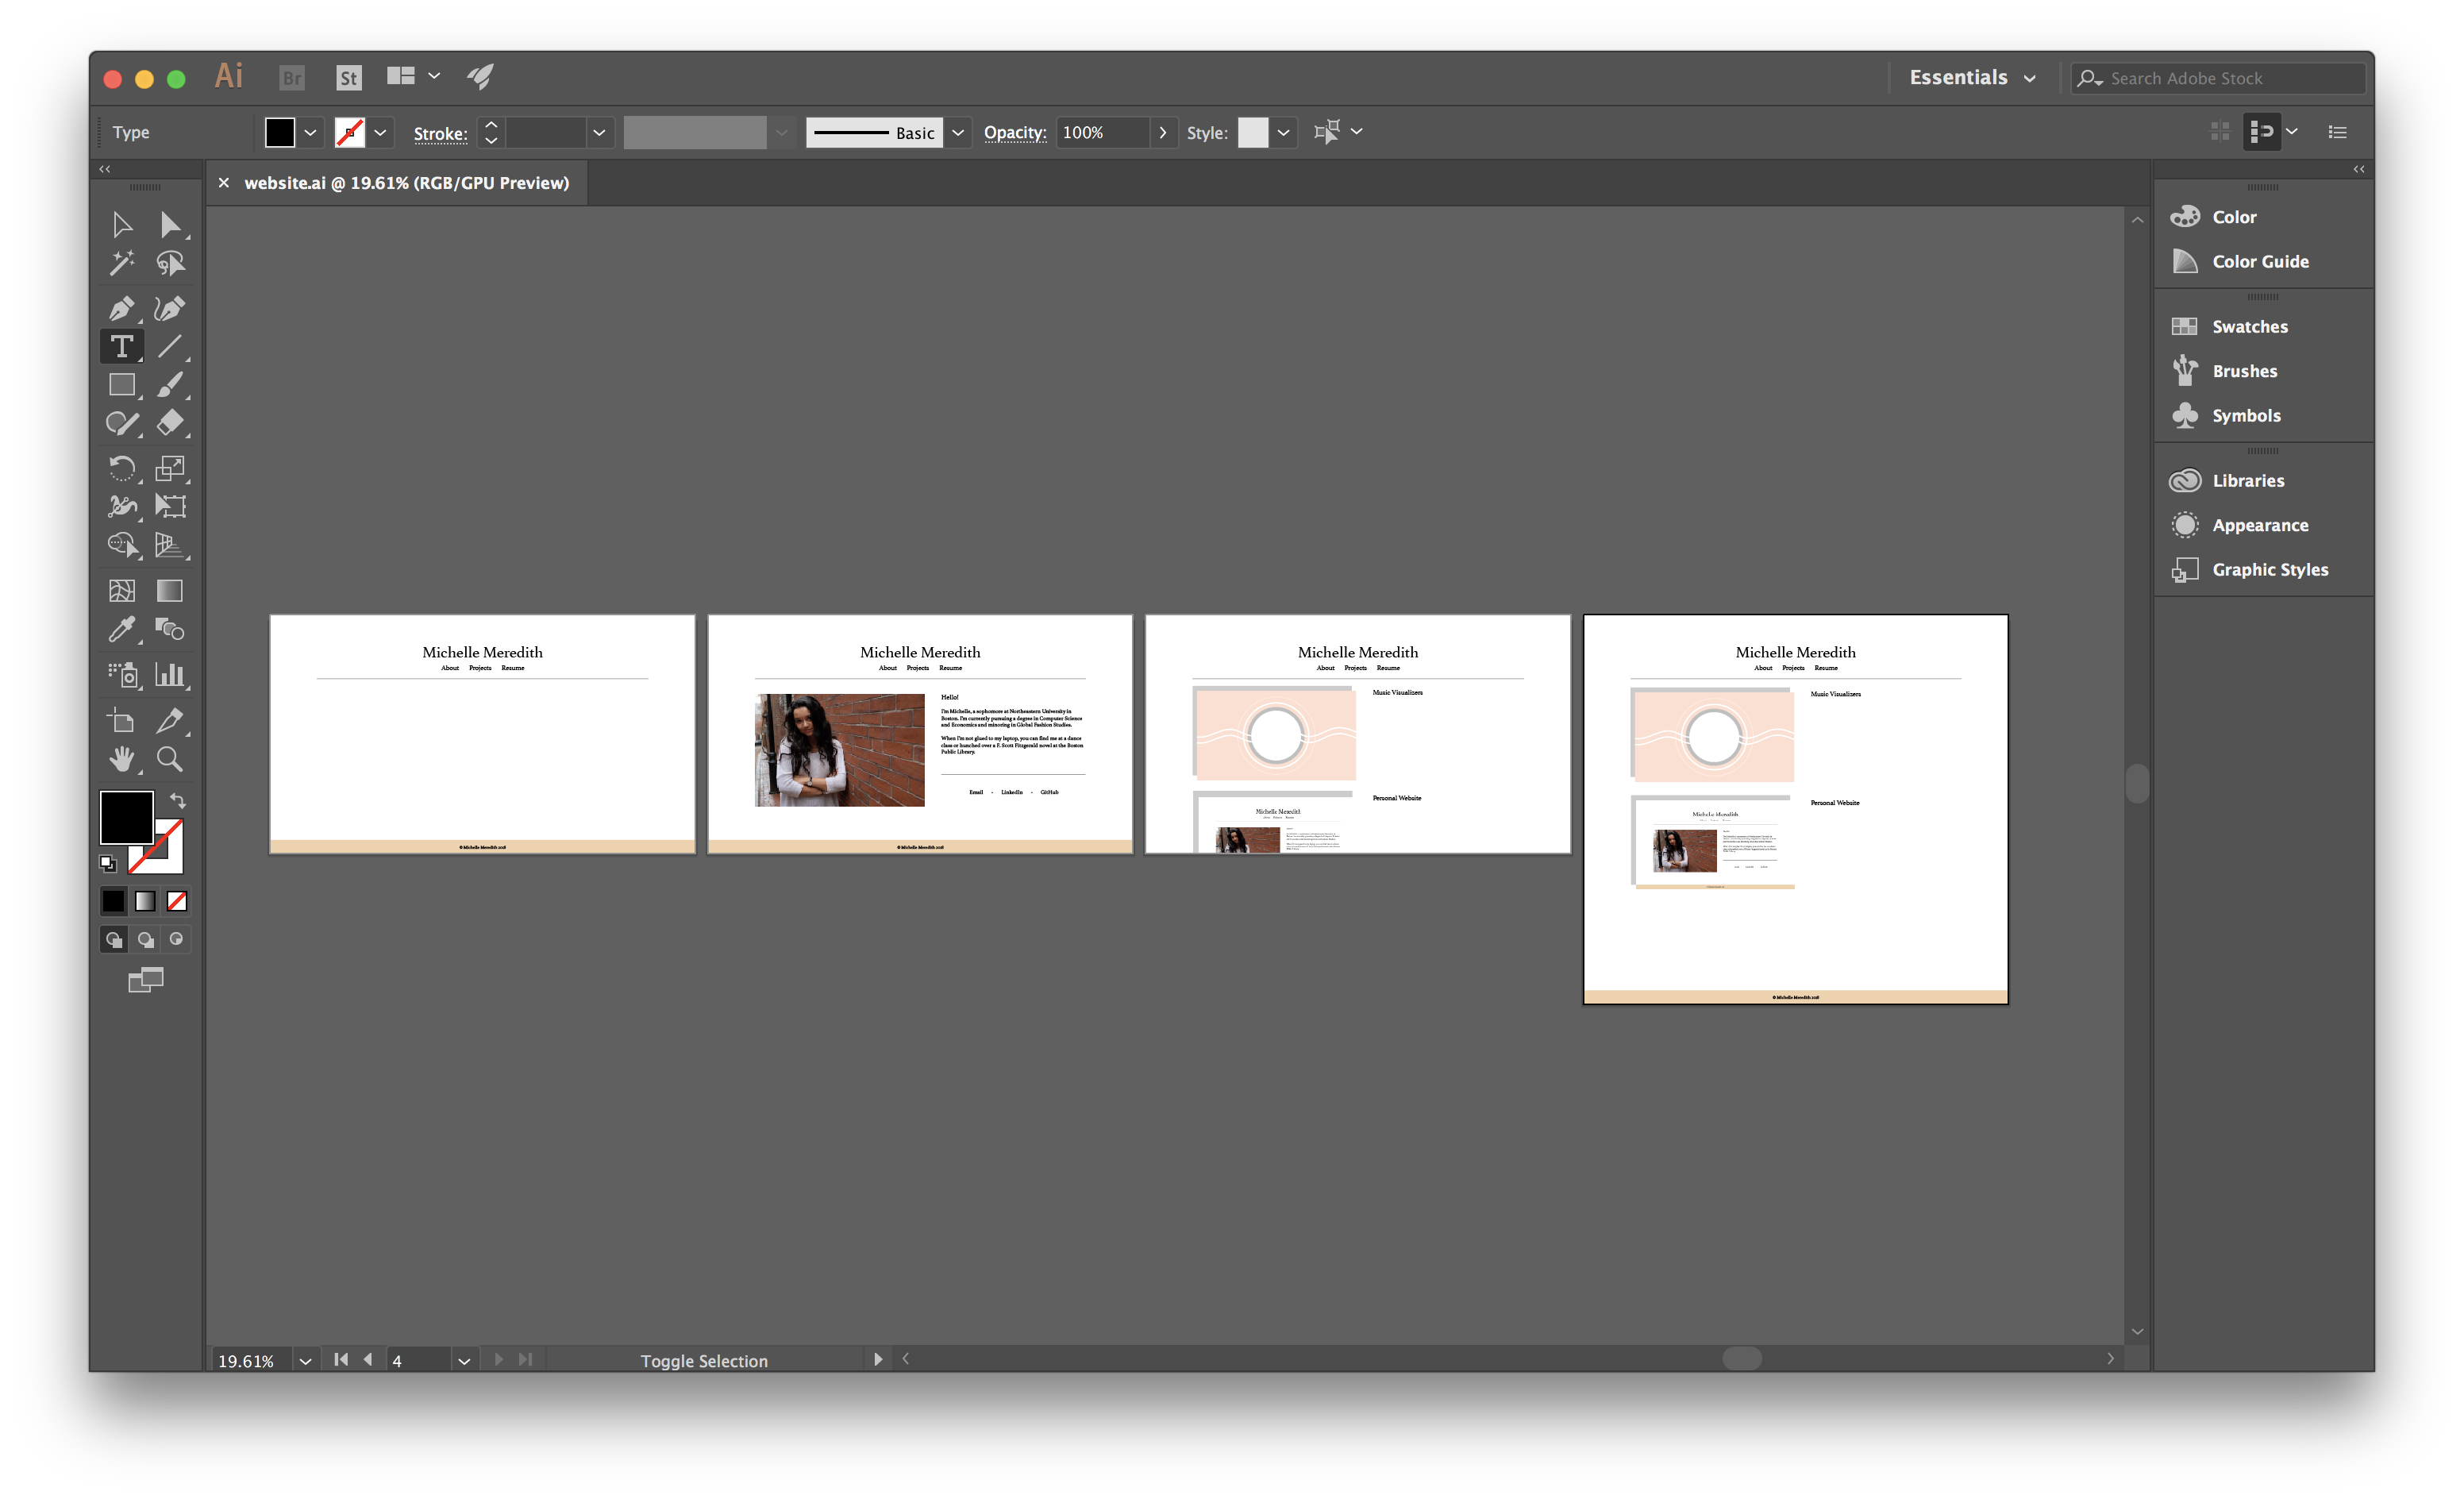 Ai Br St Essentials Search Adobe Stock
Type Stroke: Basic Opacity: 100% Style:
website.ai @ 19.61% (RGB/GPU Preview)
Color
Color Guide
Swatches
Brushes
Symbols
Libraries
Appearance
Graphic Styles
Michelle Meredith
About Projects Resume
© Michelle Meredith 2018
Michelle Meredith
About Projects Resume
Hello!
I'm Michelle, a sophomore at Northeastern University in
Boston. I'm currently pursuing a degree in Computer Science
and Economics and minoring in Global Fashion Studies.
When I'm not glued to my laptop, you can find me at a dance
class or hunched over a F. Scott Fitzgerald novel at the Boston
Public Library.
Email · LinkedIn · GitHub
© Michelle Meredith 2018
Michelle Meredith
About Projects Resume
Music Visualizers
Personal Website
Michelle Meredith
Michelle Meredith
About Projects Resume
Music Visualizers
Personal Website
Michelle Meredith
© Michelle Meredith 2018
19.61% 4 Toggle Selection